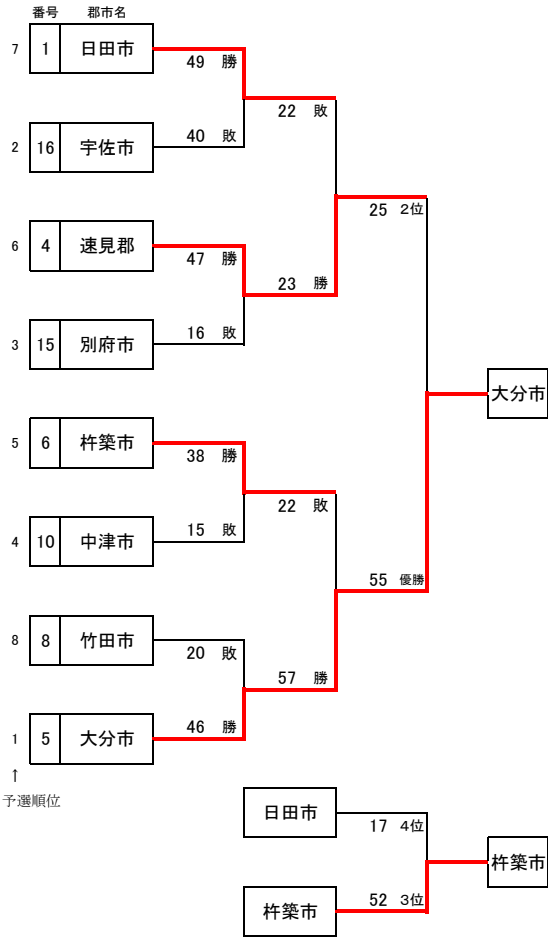 番号 郡市名
7 1 日田市
49 勝
22 敗
2 16 宇佐市
40 敗
25 2位
6 4 速見郡
47 勝
23 勝
3 15 別府市
16 敗
大分市
5 6 杵築市
38 勝
22 敗
4 10 中津市
15 敗
55 優勝
8 8 竹田市
20 敗
57 勝
1 5 大分市
46 勝
↑
予選順位
日田市
17 4位
杵築市
52 3位
杵築市